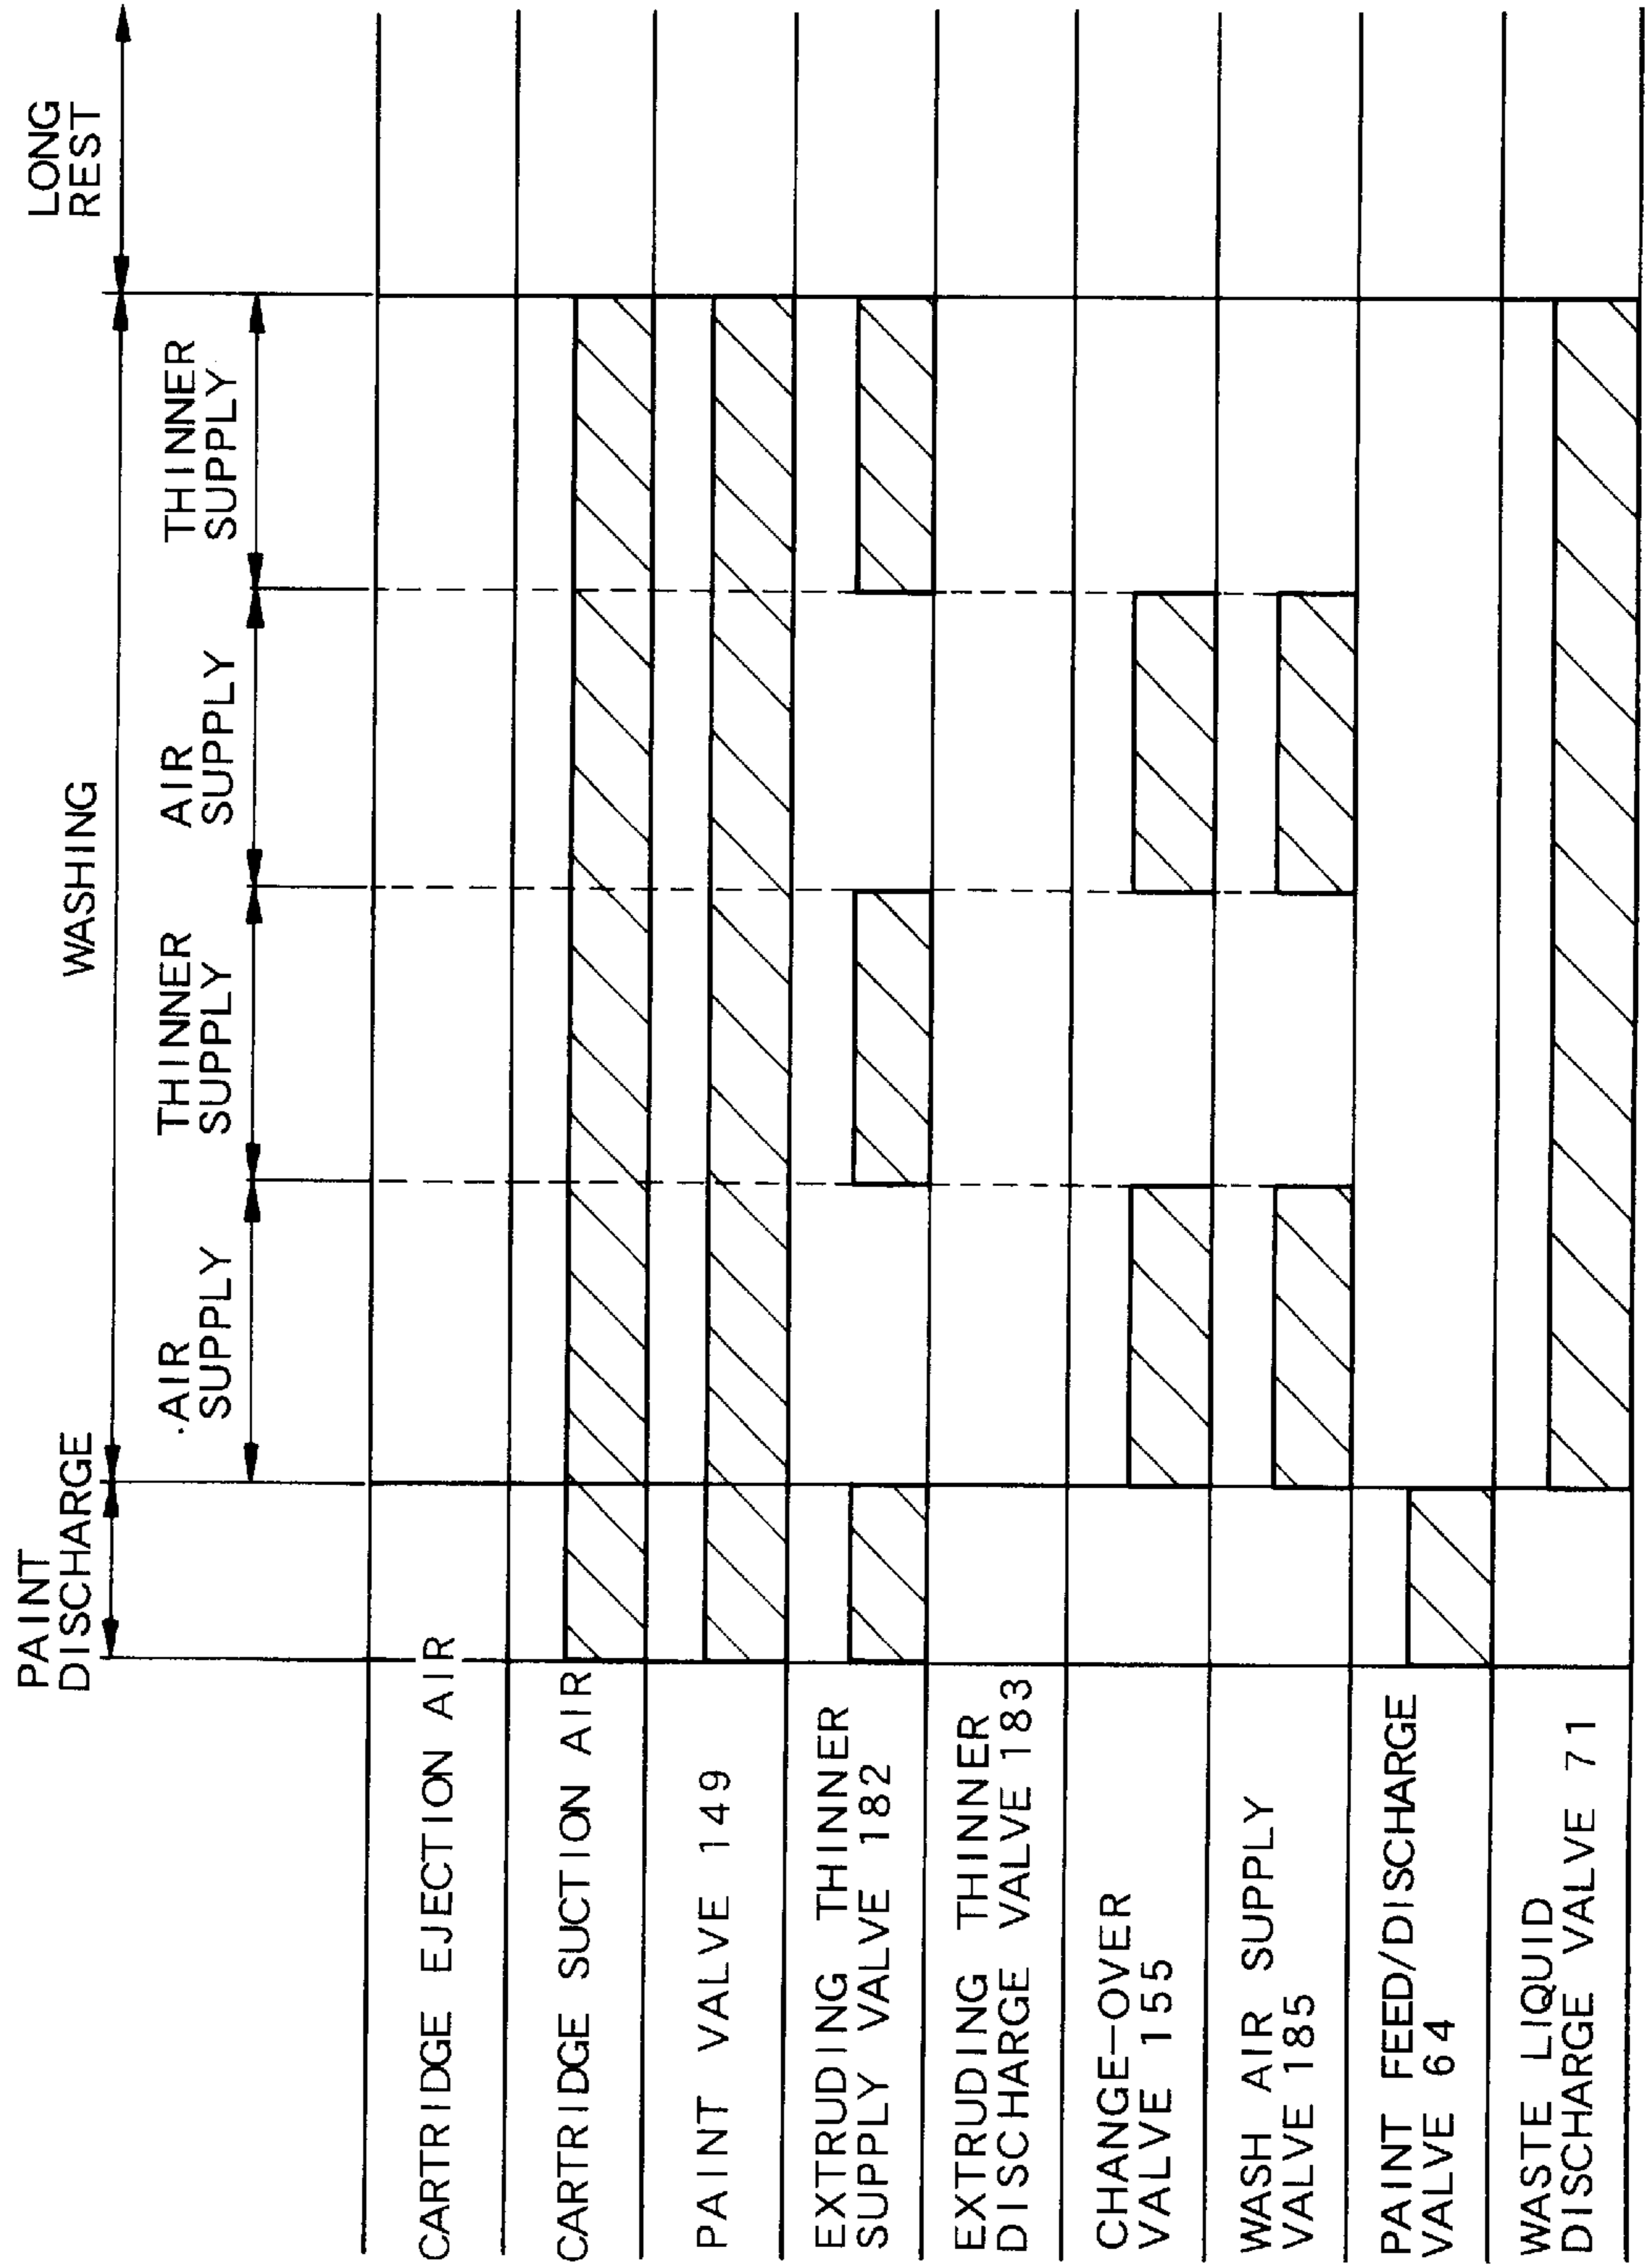 PAINT
DISCHARGE
WASHING
LONG
REST
AIR
SUPPLY
THINNER
SUPPLY
AIR
SUPPLY
THINNER
SUPPLY
CARTRIDGE EJECTION AIR
CARTRIDGE SUCTION AIR
PAINT VALVE 149
EXTRUDING THINNER
SUPPLY VALVE 182
EXTRUDING THINNER
DISCHARGE VALVE 183
CHANGE-OVER
VALVE 155
WASH AIR SUPPLY
VALVE 185
PAINT FEED/DISCHARGE
VALVE 64
WASTE LIQUID
DISCHARGE VALVE 71